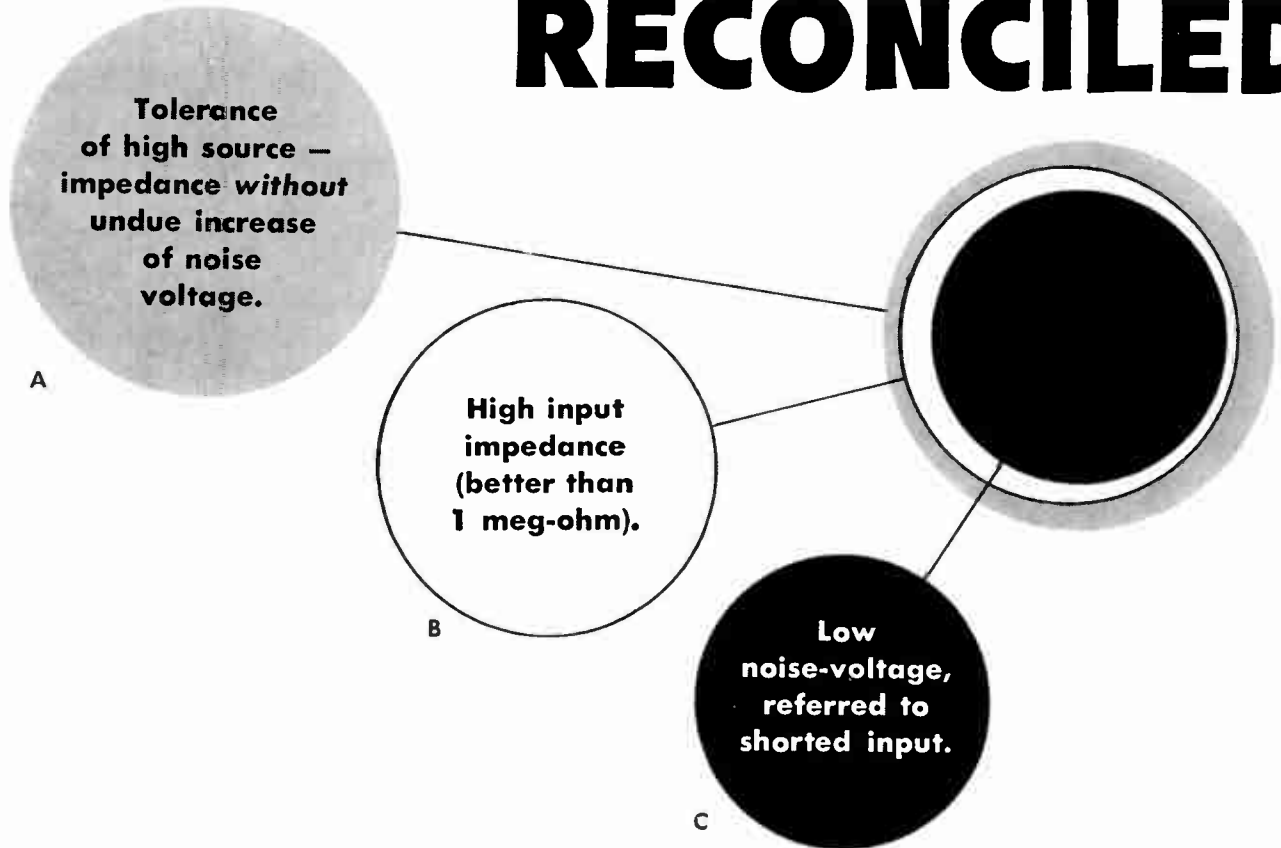 RECONCILED
Tolerance
of high source —
impedance without
undue increase
of noise
voltage.
A
High input
impedance
(better than
1 meg-ohm).
B
Low
noise-voltage,
referred to
shorted input.
C